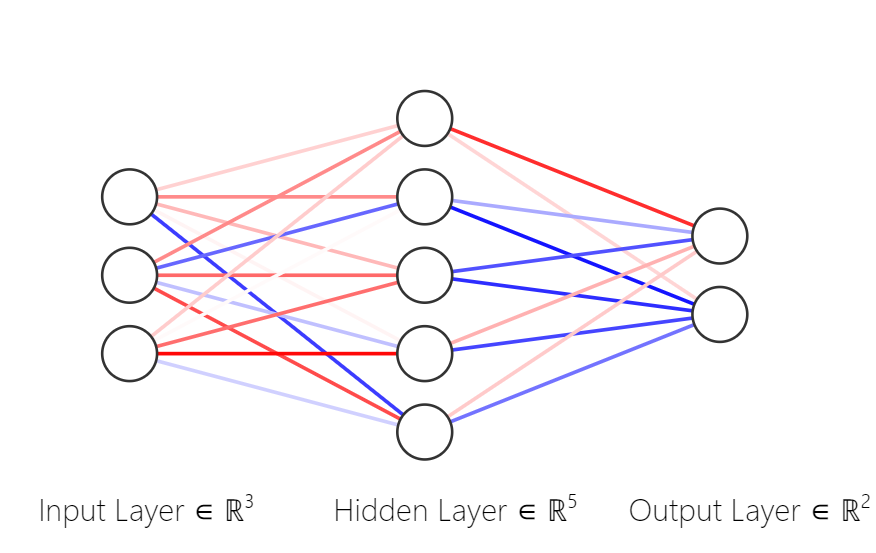 Input Layer ∈ ℝ³ Hidden Layer ∈ ℝ⁵ Output Layer ∈ ℝ²